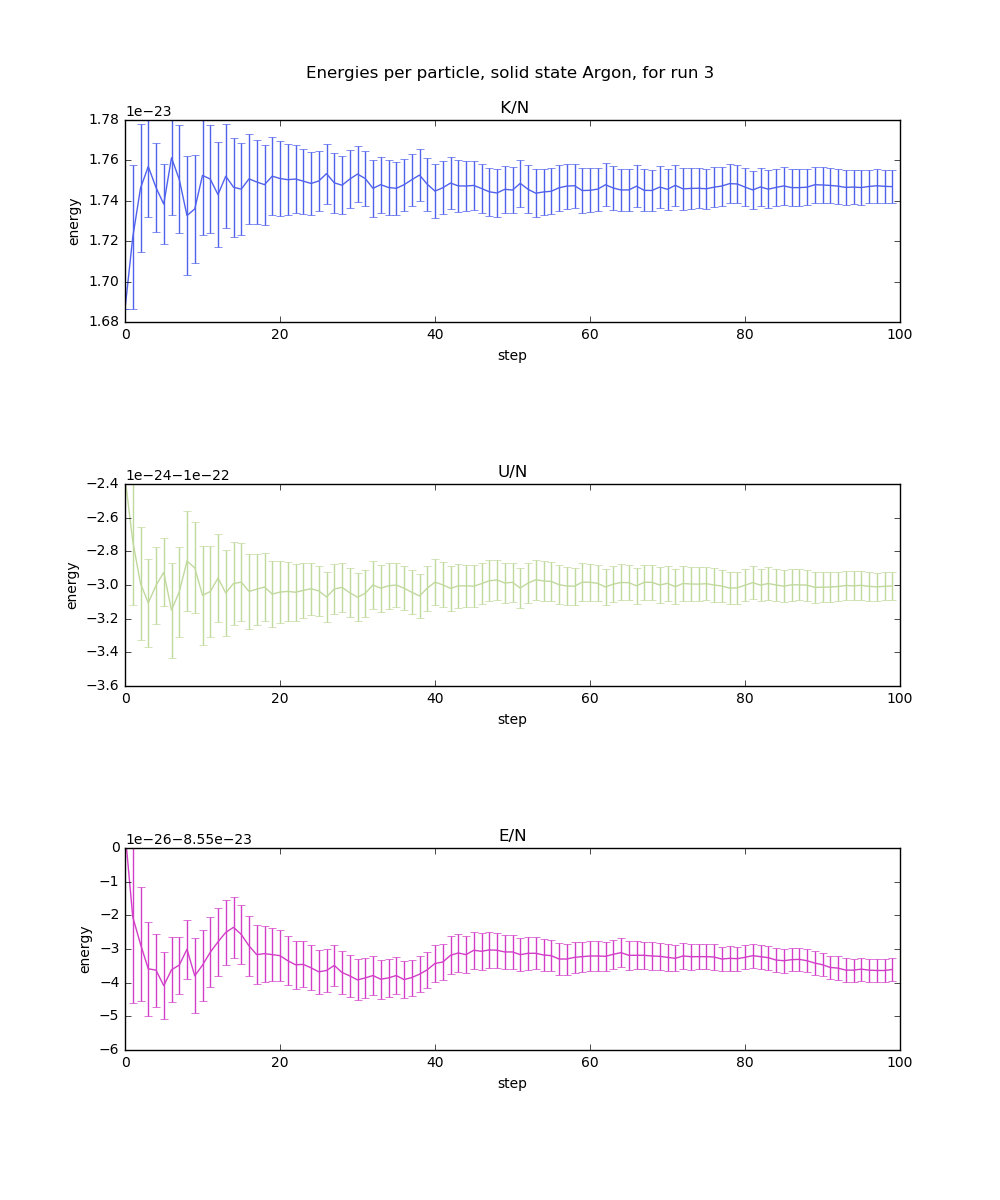 Energies per particle, solid state Argon, for run 3
K/N
1e−23
1.78
1.76
1.74
1.72
1.70
1.68
energy
0 20 40 60 80 100
step
U/N
1e−24−1e−22
−2.4
−2.6
−2.8
−3.0
−3.2
−3.4
−3.6
energy
0 20 40 60 80 100
step
E/N
1e−26−8.55e−23
0
−1
−2
−3
−4
−5
−6
energy
0 20 40 60 80 100
step